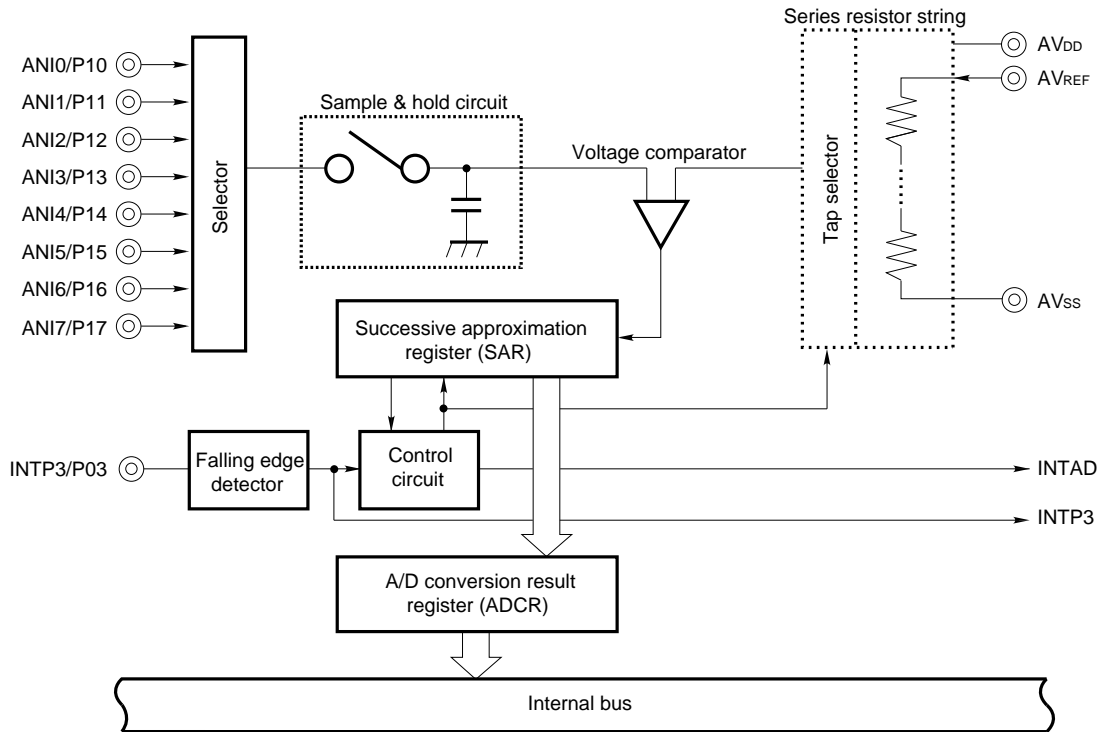 Series resistor string
ANI0/P10
ANI1/P11
ANI2/P12
ANI3/P13
ANI4/P14
ANI5/P15
ANI6/P16
ANI7/P17
Selector
Sample & hold circuit
Voltage comparator
Tap selector
AVDD
AVREF
AVSS
Successive approximation
register (SAR)
INTP3/P03
Falling edge
detector
Control
circuit
INTAD
INTP3
A/D conversion result
register (ADCR)
Internal bus